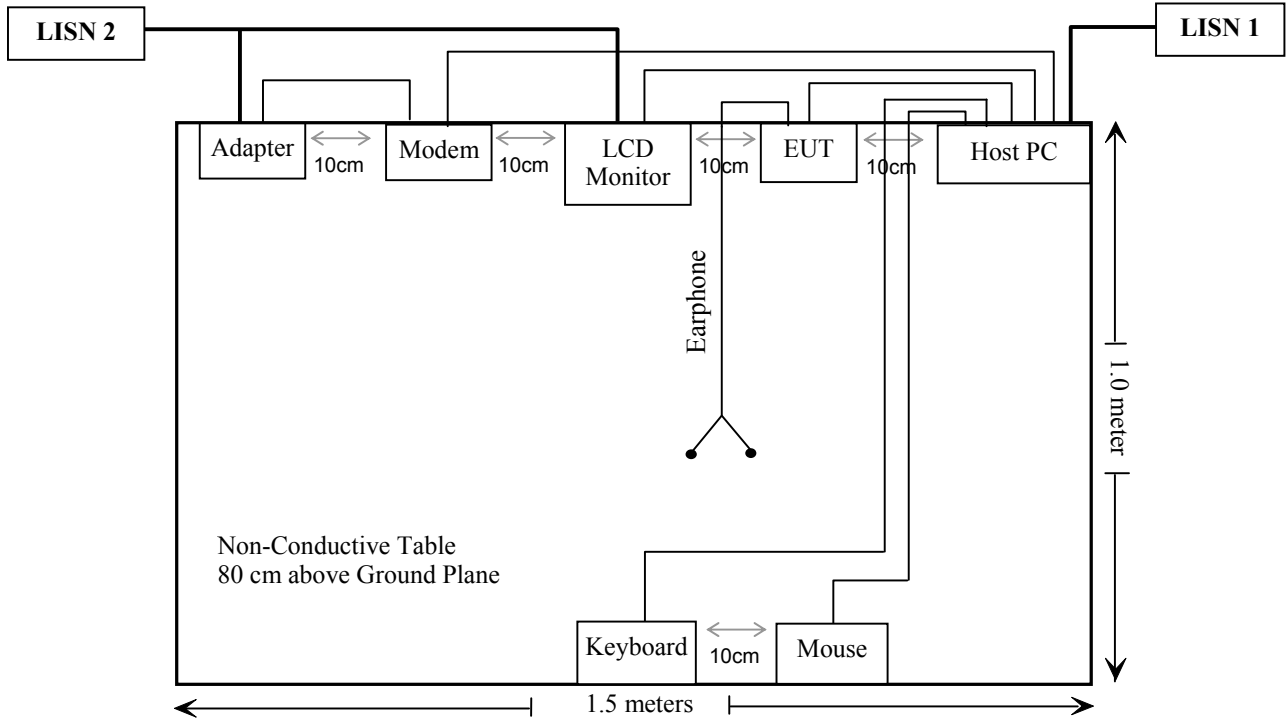 LISN 2
LISN 1
Adapter
10cm
Modem
10cm
LCD
Monitor
10cm
EUT
10cm
Host PC
Earphone
1.0 meter
Non-Conductive Table
80 cm above Ground Plane
Keyboard
10cm
Mouse
1.5 meters